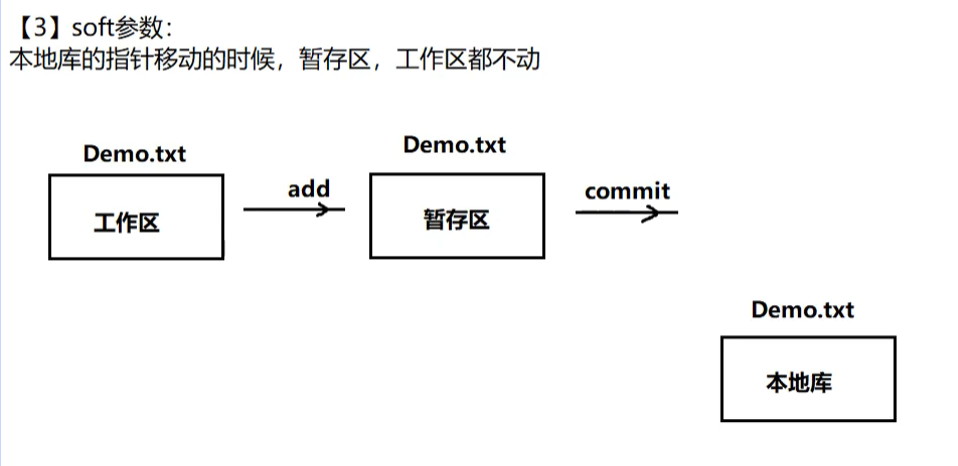 【3】soft参数：
本地库的指针移动的时候，暂存区，工作区都不动
Demo.txt
Demo.txt
add
commit
工作区
暂存区
Demo.txt
本地库